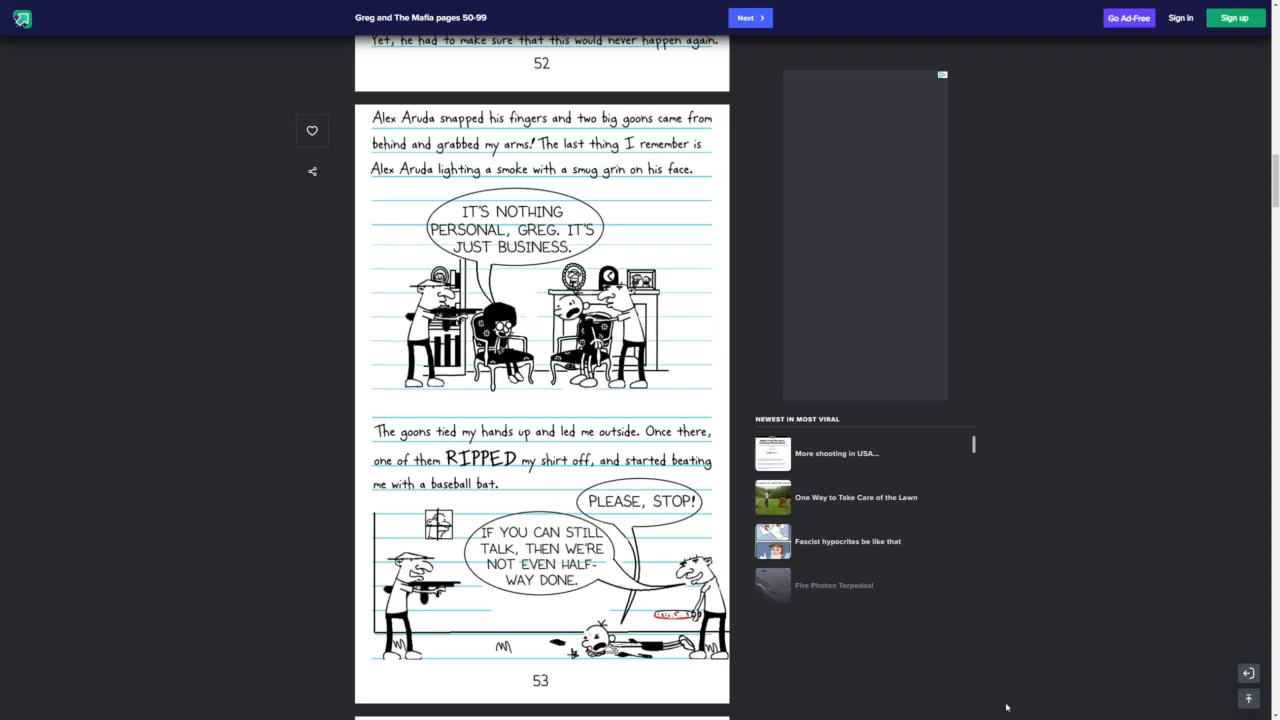 Greg and The Mafia pages 50-99
Next
Go Ad-Free
Sign in
Sign up
Yet, he had to make sure that this would never happen again.
52
Alex Aruda snapped his fingers and two big goons came from
behind and grabbed my arms! The last thing I remember is
Alex Aruda lighting a smoke with a smug grin on his face.
IT'S NOTHING
PERSONAL, GREG. IT'S
JUST BUSINESS.
The goons tied my hands up and led me outside. Once there,
one of them RIPPED my shirt off, and started beating
me with a baseball bat.
PLEASE, STOP!
IF YOU CAN STILL
TALK, THEN WE'RE
NOT EVEN HALF-
WAY DONE.
53
NEWEST IN MOST VIRAL
More shooting in USA...
One Way to Take Care of the Lawn
Fascist hypocrites be like that
Fire Photon Torpedos!